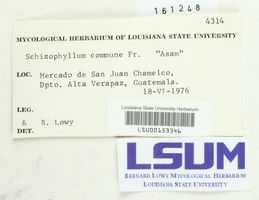 161248
4314
MYCOLOGICAL HERBARIUM OF LOUISIANA STATE UNIVERSITY
Schizophyllum commune Fr. "Asam"
LOC. Mercado de San Juan Chamelco,
Dpto. Alta Verapaz, Guatemala.
18-VI-1976
LEG.
& B. Lowy
DET.
Louisiana State University Herbarium
LSU00153346
LSUM
BERNARD LOWY MYCOLOGICAL HERBARIUM
LOUISIANA STATE UNIVERSITY